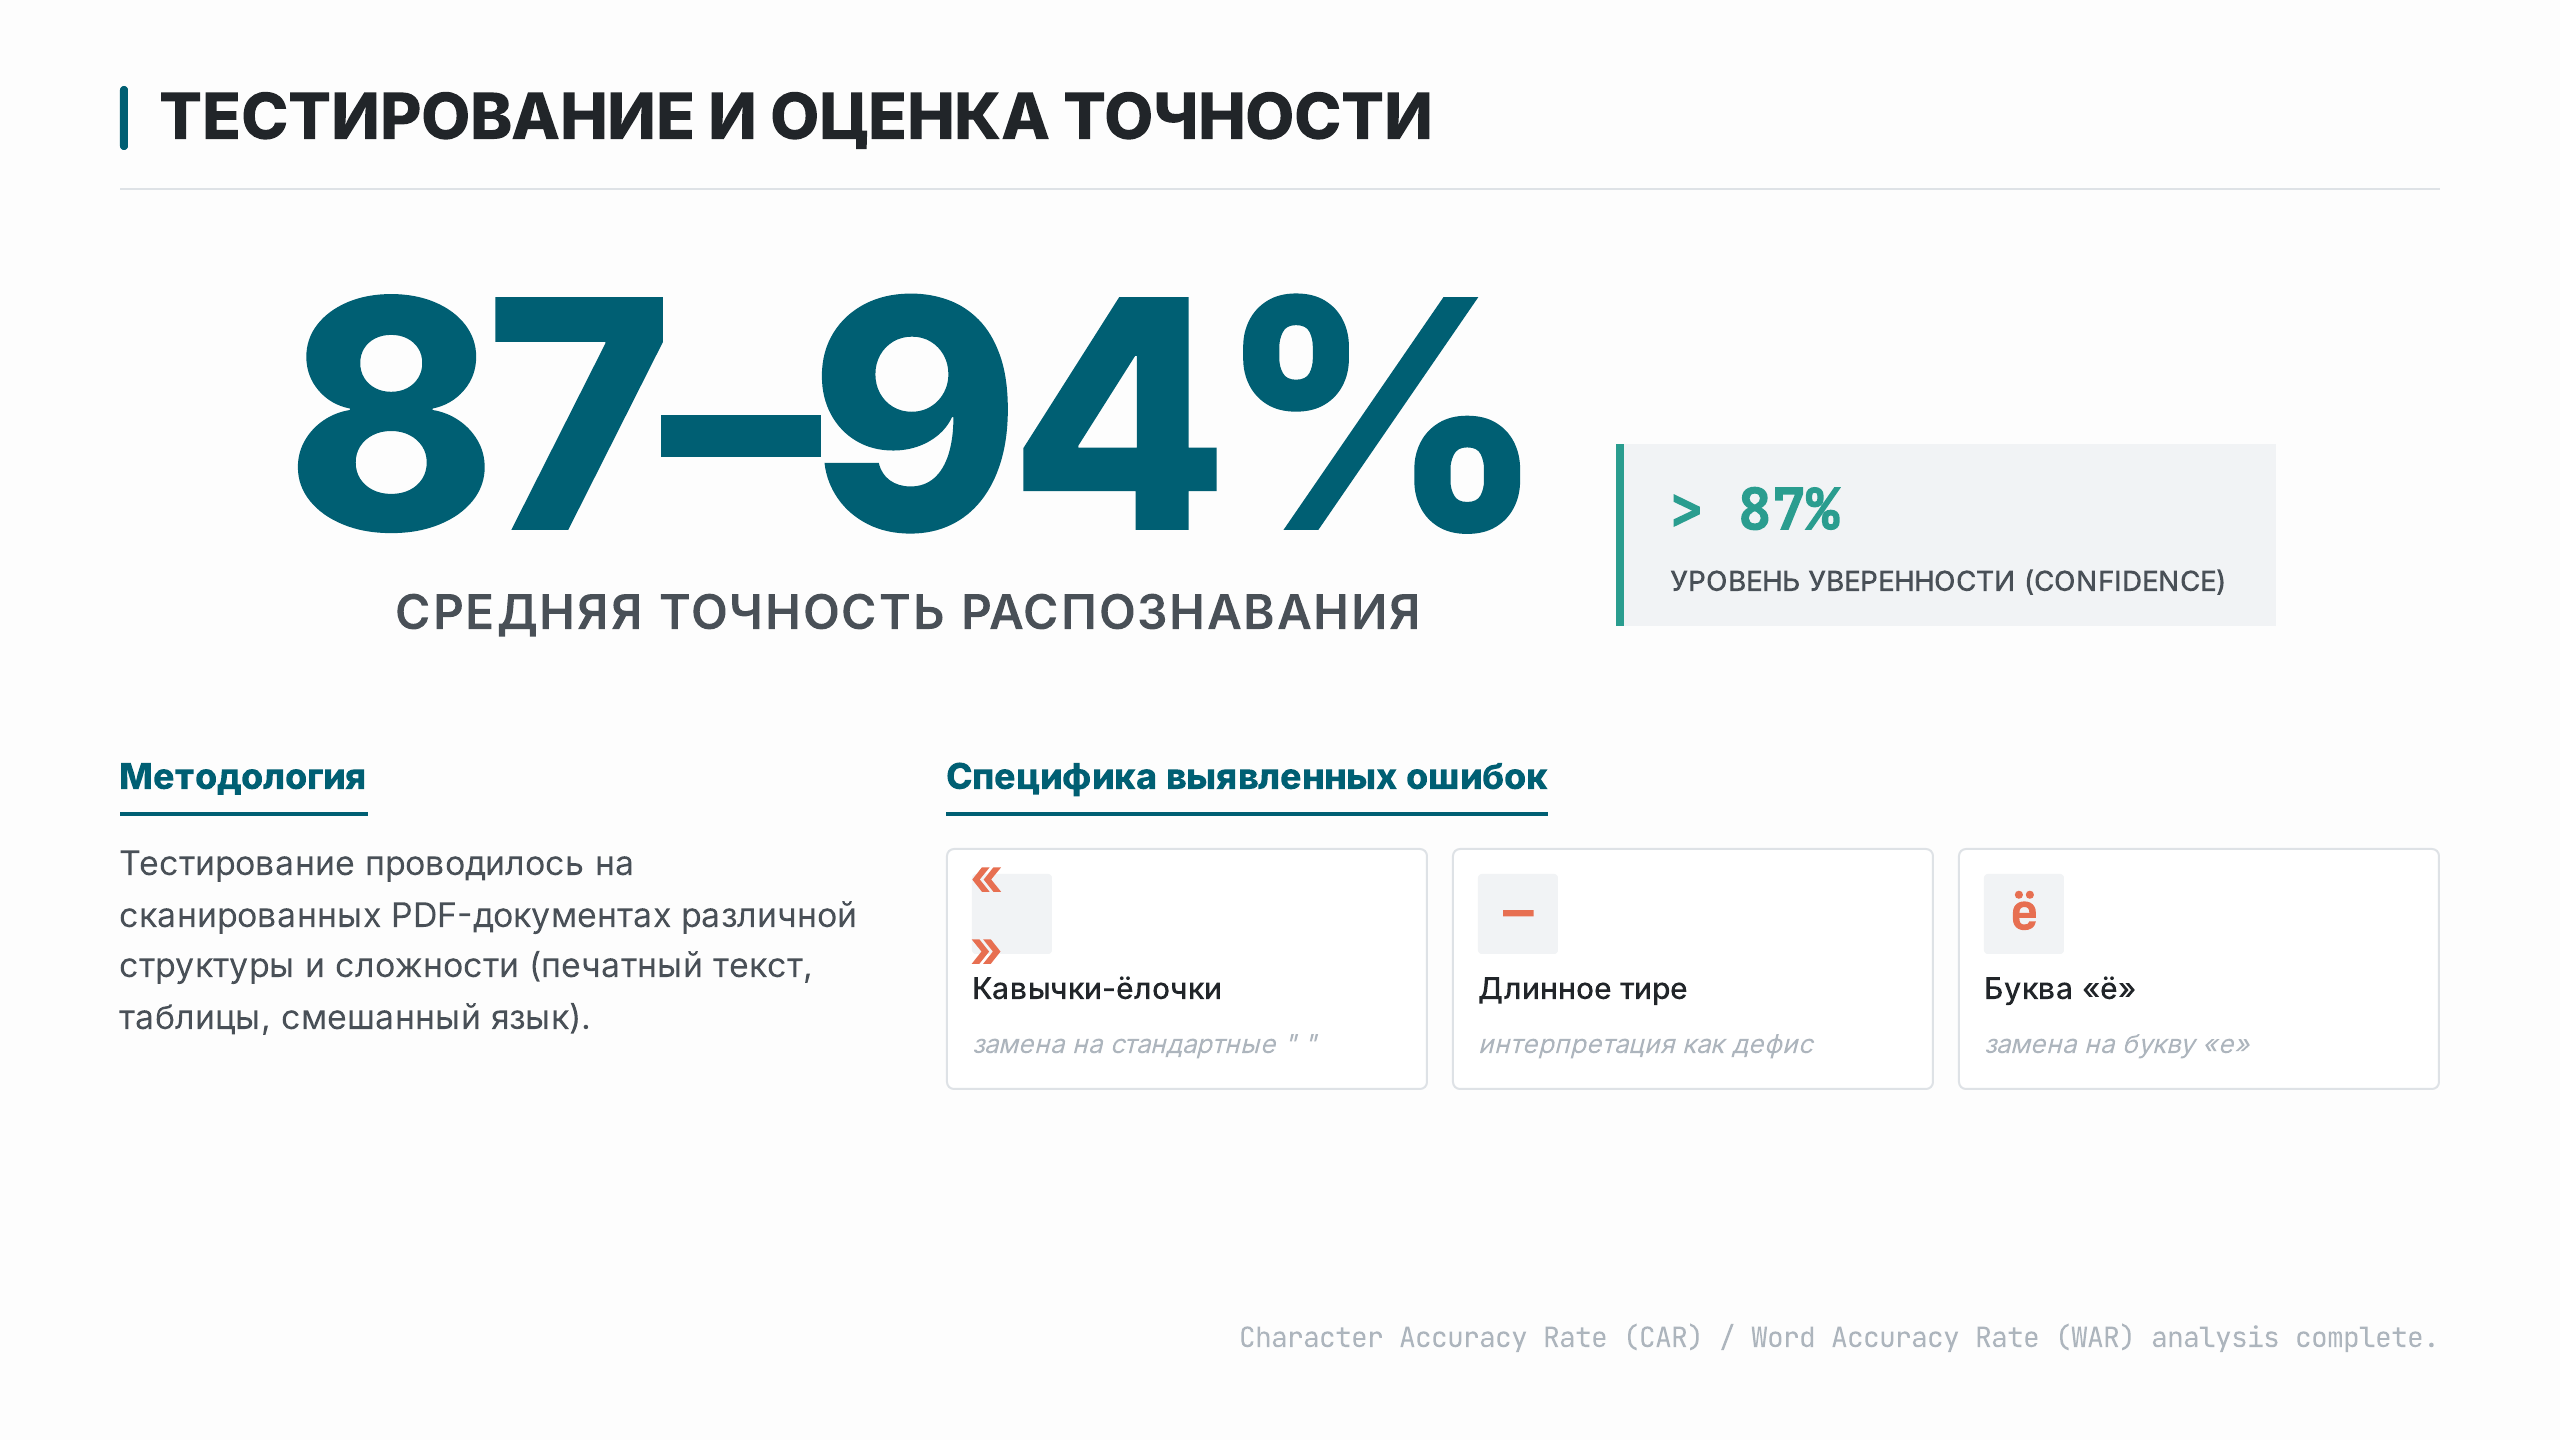 ТЕСТИРОВАНИЕ И ОЦЕНКА ТОЧНОСТИ
87–94%
СРЕДНЯЯ ТОЧНОСТЬ РАСПОЗНАВАНИЯ
> 87%
УРОВЕНЬ УВЕРЕННОСТИ (CONFIDENCE)
Методология
Тестирование проводилось на
сканированных PDF-документах различной
структуры и сложности (печатный текст,
таблицы, смешанный язык).
Специфика выявленных ошибок
«
»
Кавычки-ёлочки
замена на стандартные " "
—
Длинное тире
интерпретация как дефис
ё
Буква «ё»
замена на букву «е»
Character Accuracy Rate (CAR) / Word Accuracy Rate (WAR) analysis complete.